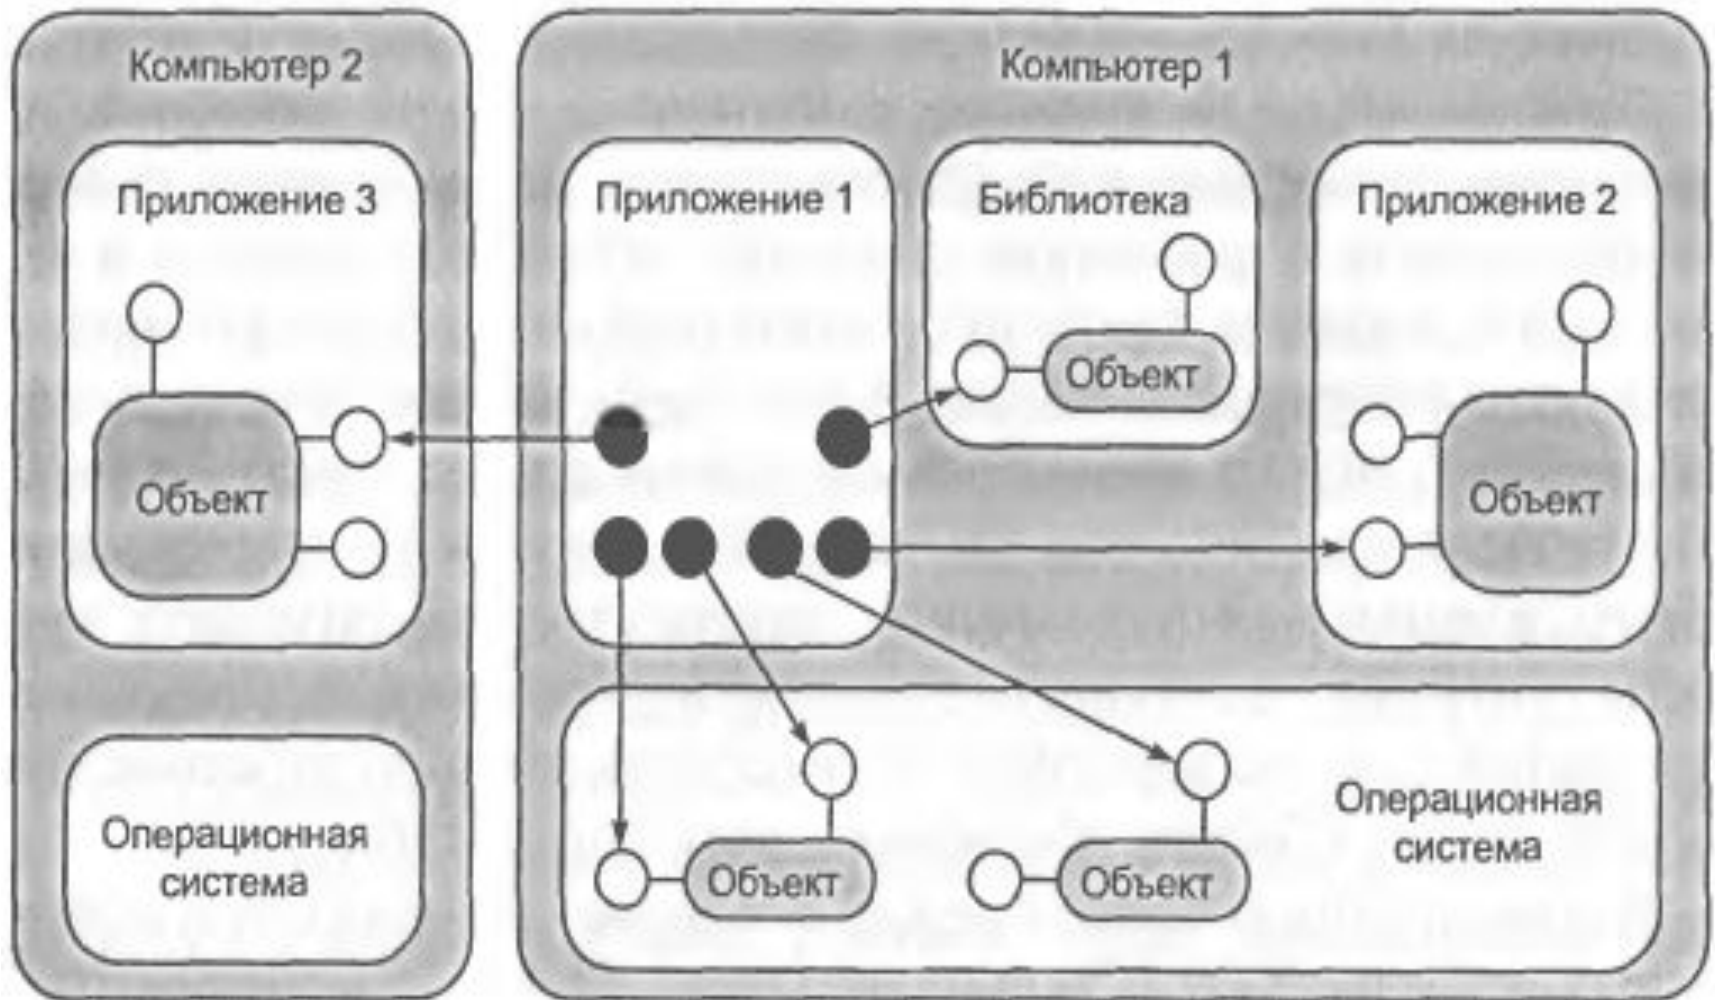 Компьютер 2
Компьютер 1
Приложение 3
Приложение 1
Библиотека
Приложение 2
Объект
Объект
Объект
Операционная
система
Операционная
система
Объект
Объект